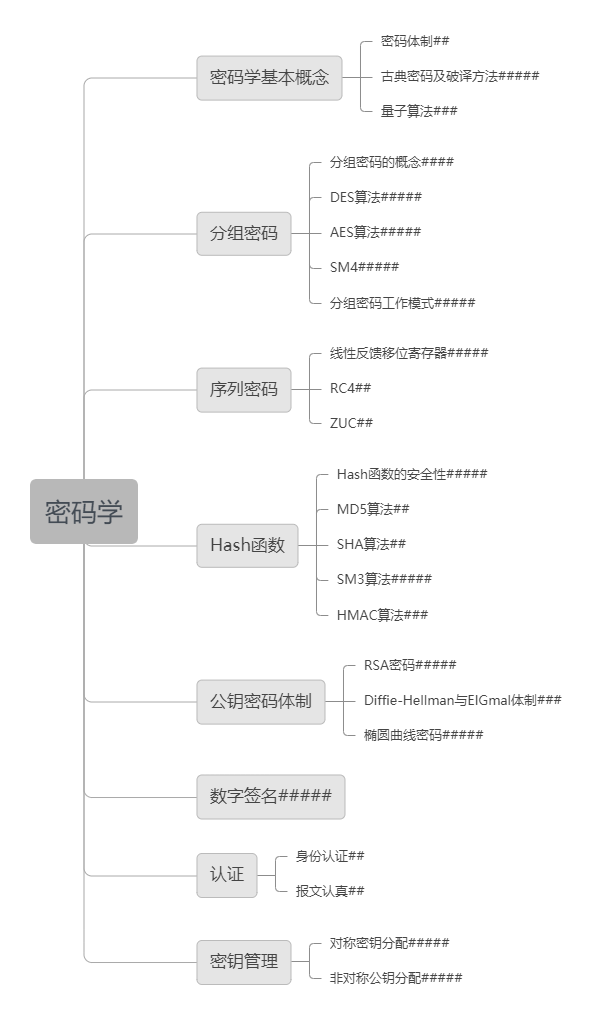 密码学
密码学基本概念
密码体制##
古典密码及破译方法#####
量子算法###
分组密码
分组密码的概念####
DES算法#####
AES算法#####
SM4#####
分组密码工作模式#####
序列密码
线性反馈移位寄存器#####
RC4##
ZUC##
Hash函数
Hash函数的安全性#####
MD5算法##
SHA算法##
SM3算法#####
HMAC算法###
公钥密码体制
RSA密码#####
Diffie-Hellman与EIGmal体制###
椭圆曲线密码#####
数字签名#####
认证
身份认证##
报文认真##
密钥管理
对称密钥分配#####
非对称公钥分配#####